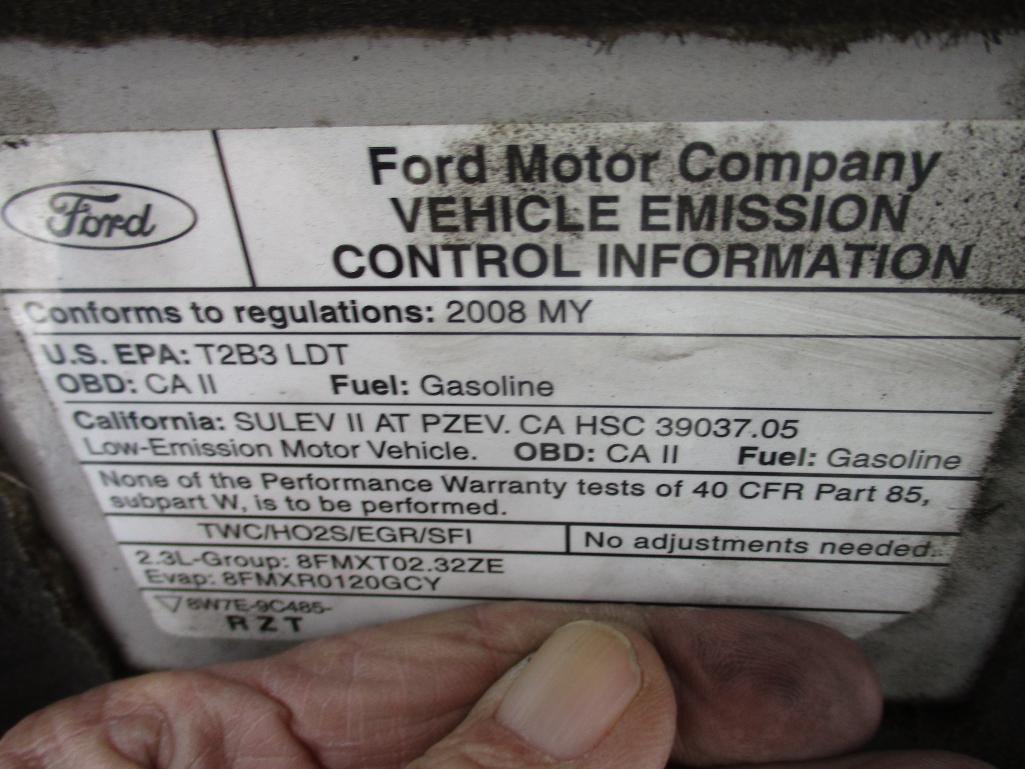 Ford
Ford Motor Company
VEHICLE EMISSION
CONTROL INFORMATION
Conforms to regulations: 2008 MY
U.S. EPA: T2B3 LDT
OBD: CA II Fuel: Gasoline
California: SULEV II AT PZEV. CA HSC 39037.05
Low-Emission Motor Vehicle. OBD: CA II Fuel: Gasoline
None of the Performance Warranty tests of 40 CFR Part 85,
subpart W, is to be performed.
TWC/HO2S/EGR/SFI No adjustments needed.
2.3L-Group: 8FMXT02.32ZE
Evap: 8FMXR0120GCY
8W7E-9C485-
RZT